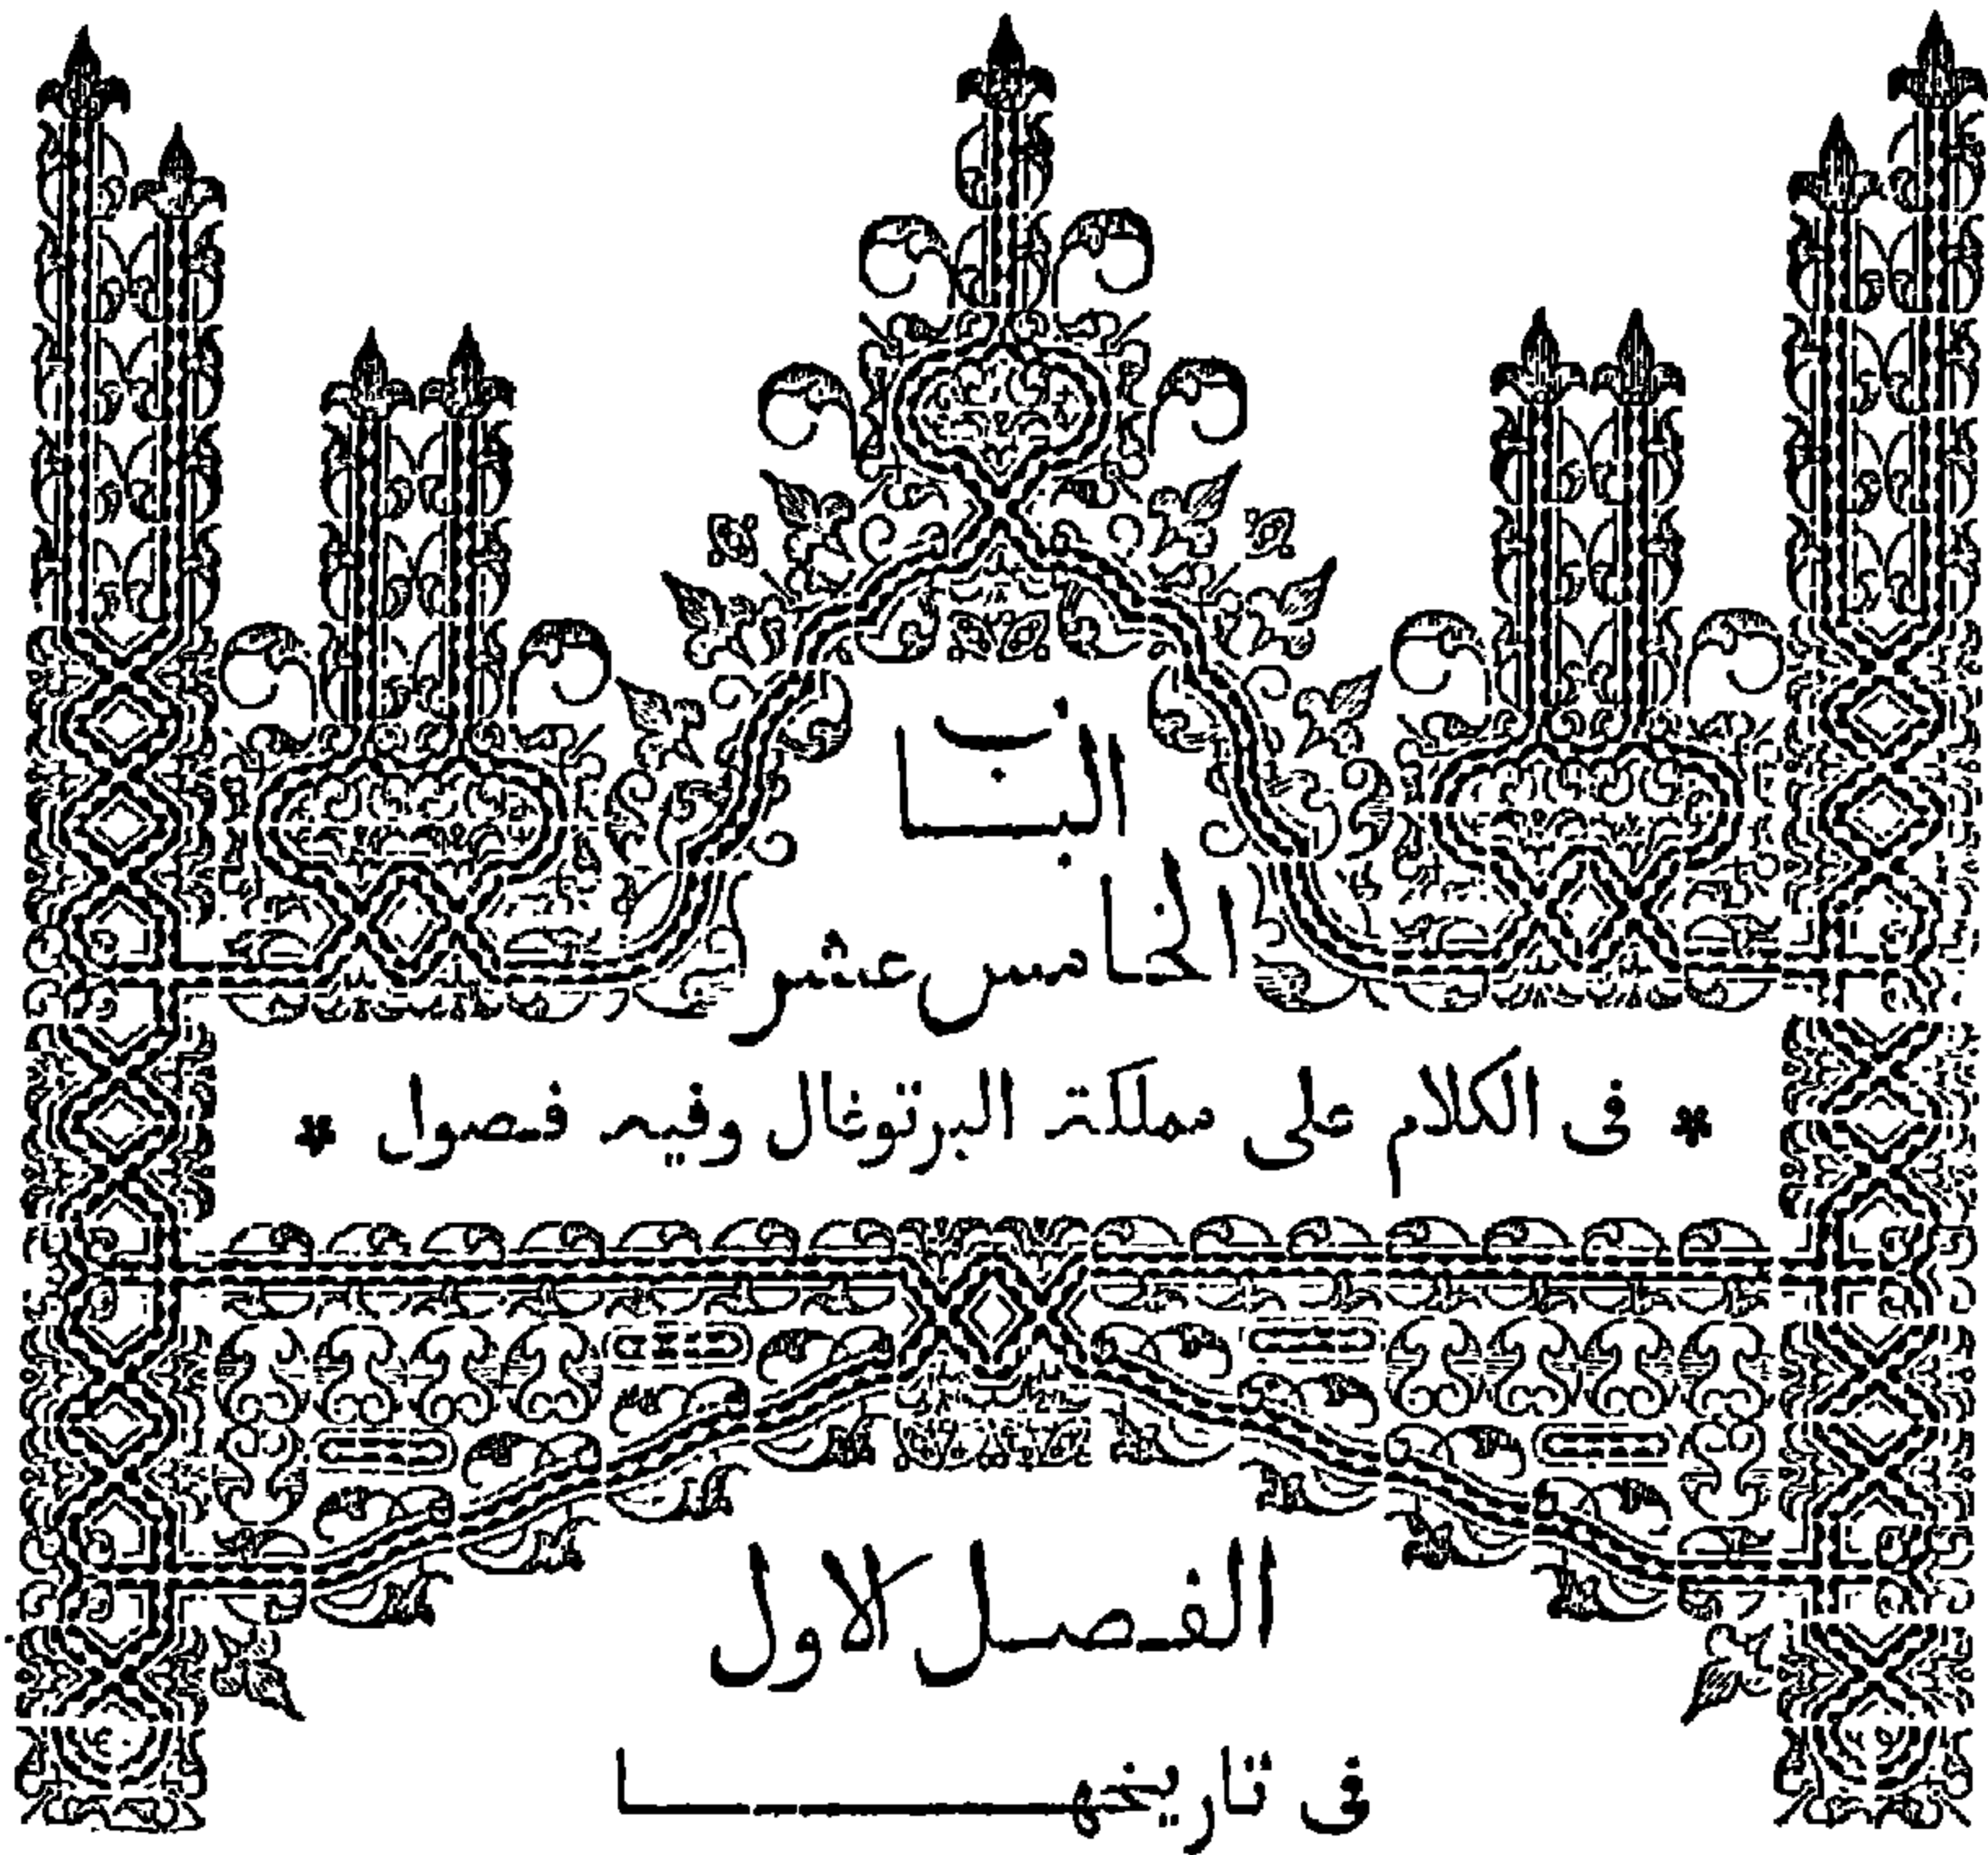 الباب
الخامس عشر
* فى الكلام على مملكة البرتوغال وفيه فصول *
الفصل الاول
فى تاريخها